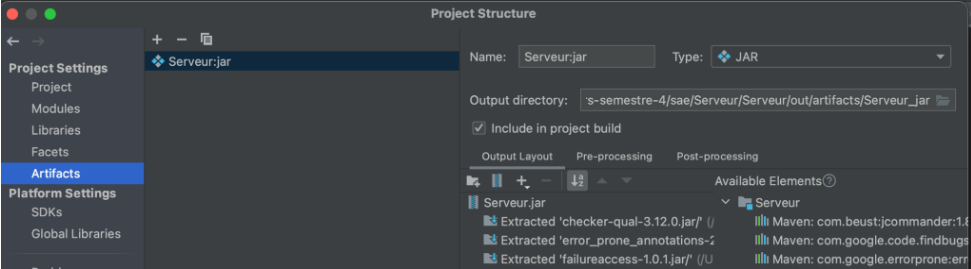 Project Structure
Project Settings
Project
Modules
Libraries
Facets
Artifacts
Platform Settings
SDKs
Global Libraries
Serveur:jar
Name: Serveur:jar Type: JAR
Output directory: 's-semestre-4/sae/Serveur/Serveur/out/artifacts/Serveur_jar
Include in project build
Output Layout Pre-processing Post-processing
Available Elements
Serveur.jar
Extracted 'checker-qual-3.12.0.jar/' (/
Extracted 'error_prone_annotations-2
Extracted 'failureaccess-1.0.1.jar/' (/U
Serveur
Maven: com.beust:jcommander:1.8
Maven: com.google.code.findbugs
Maven: com.google.errorprone:err